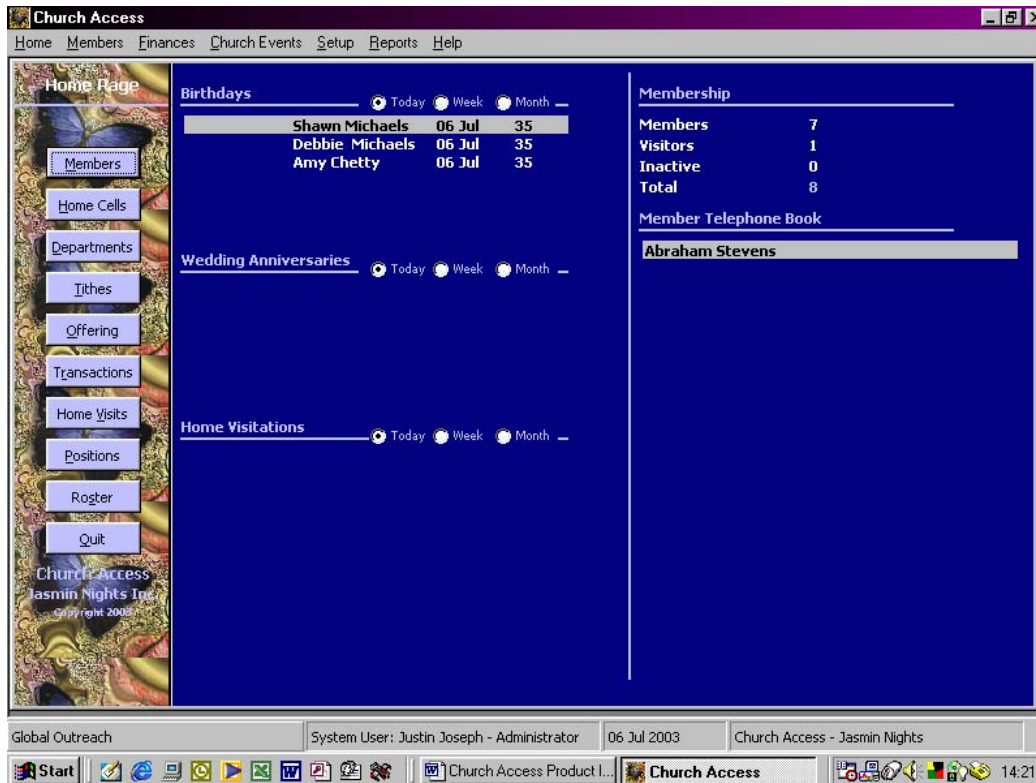 Church Access
Home Members Finances Church Events Setup Reports Help
Home Page
Members
Home Cells
Departments
Tithes
Offering
Transactions
Home Visits
Positions
Roster
Quit
Church Access
Jasmin Nights Inc.
Copyright 2003
Birthdays Today Week Month
Shawn Michaels 06 Jul 35
Debbie Michaels 06 Jul 35
Amy Chetty 06 Jul 35
Wedding Anniversaries Today Week Month
Home Visitations Today Week Month
Membership
Members 7
Visitors 1
Inactive 0
Total 8
Member Telephone Book
Abraham Stevens
Global Outreach System User: Justin Joseph - Administrator 06 Jul 2003 Church Access - Jasmin Nights
Start Church Access Product I... Church Access